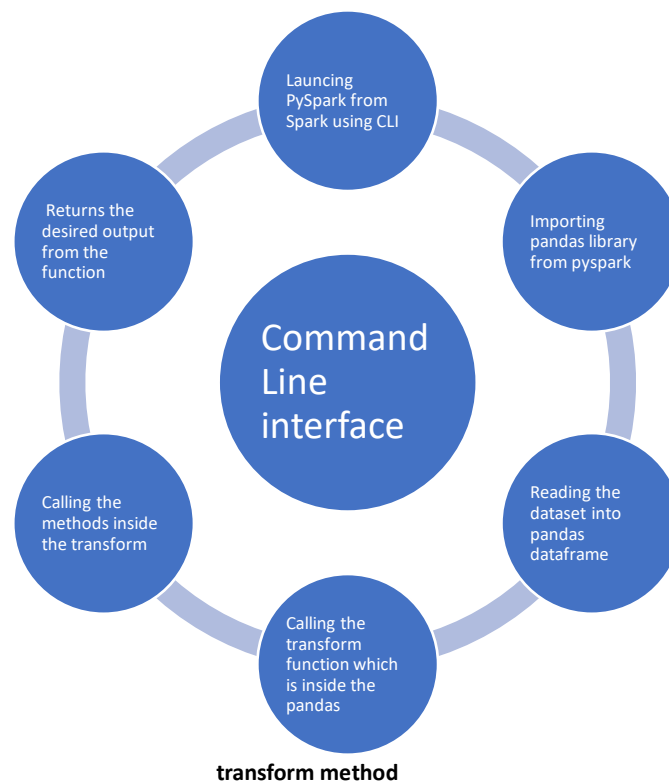 Launcing
PySpark from
Spark using CLI
Importing
pandas library
from pyspark
Reading the
dataset into
pandas
dataframe
Calling the
transform
function which
is inside the
pandas
Calling the
methods inside
the transform
Returns the
desired output
from the
function
Command
Line
interface
transform method